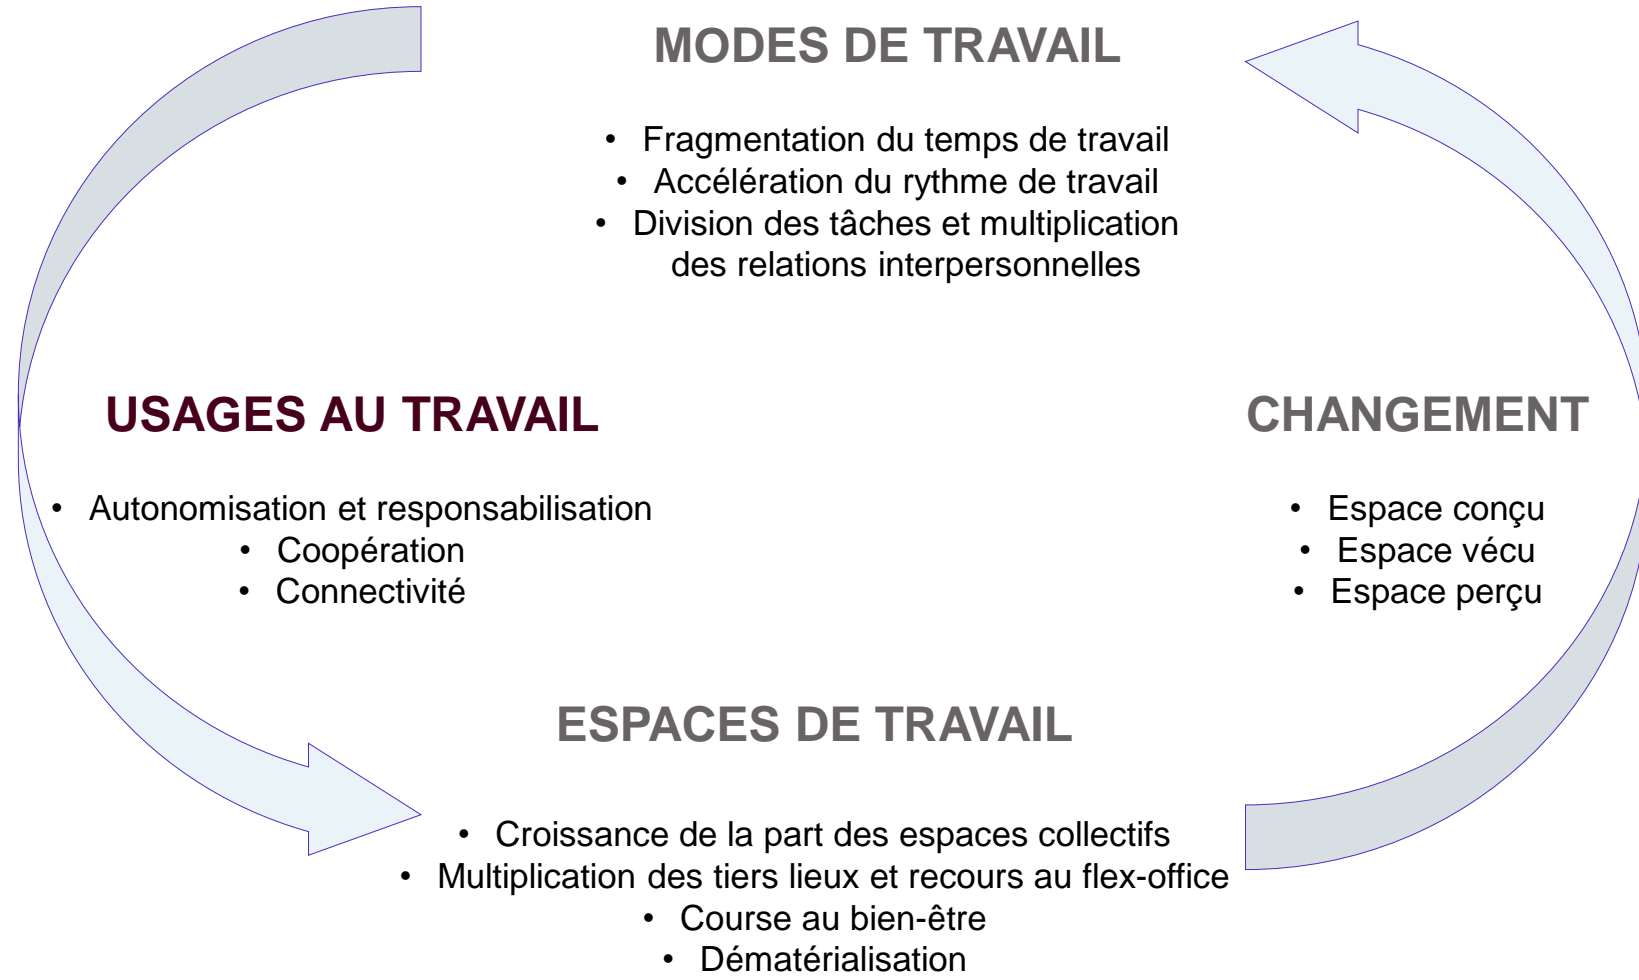 MODES DE TRAVAIL
• Fragmentation du temps de travail
• Accélération du rythme de travail
• Division des tâches et multiplication
des relations interpersonnelles
USAGES AU TRAVAIL
• Autonomisation et responsabilisation
• Coopération
• Connectivité
CHANGEMENT
• Espace conçu
• Espace vécu
• Espace perçu
ESPACES DE TRAVAIL
• Croissance de la part des espaces collectifs
• Multiplication des tiers lieux et recours au flex-office
• Course au bien-être
• Dématérialisation